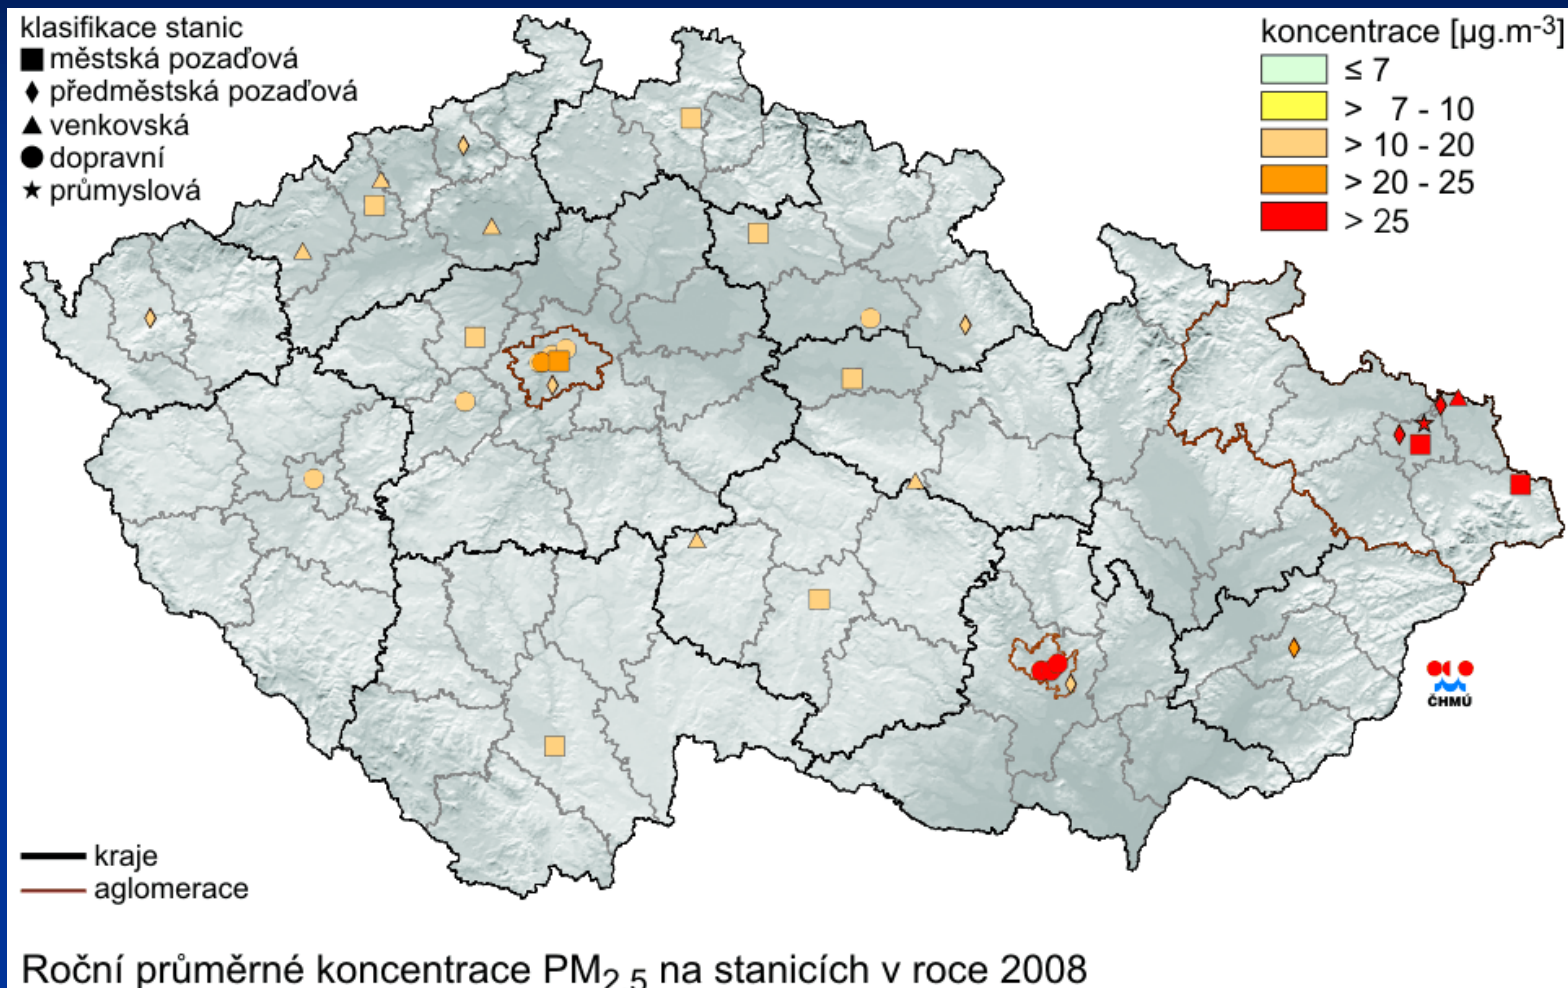 klasifikace stanic
městská pozaďová
předměstská pozaďová
venkovská
dopravní
průmyslová
koncentrace [µg.m-3]
≤ 7
> 7 - 10
> 10 - 20
> 20 - 25
> 25
ČHMÚ
kraje
aglomerace
Roční průměrné koncentrace PM2,5 na stanicích v roce 2008